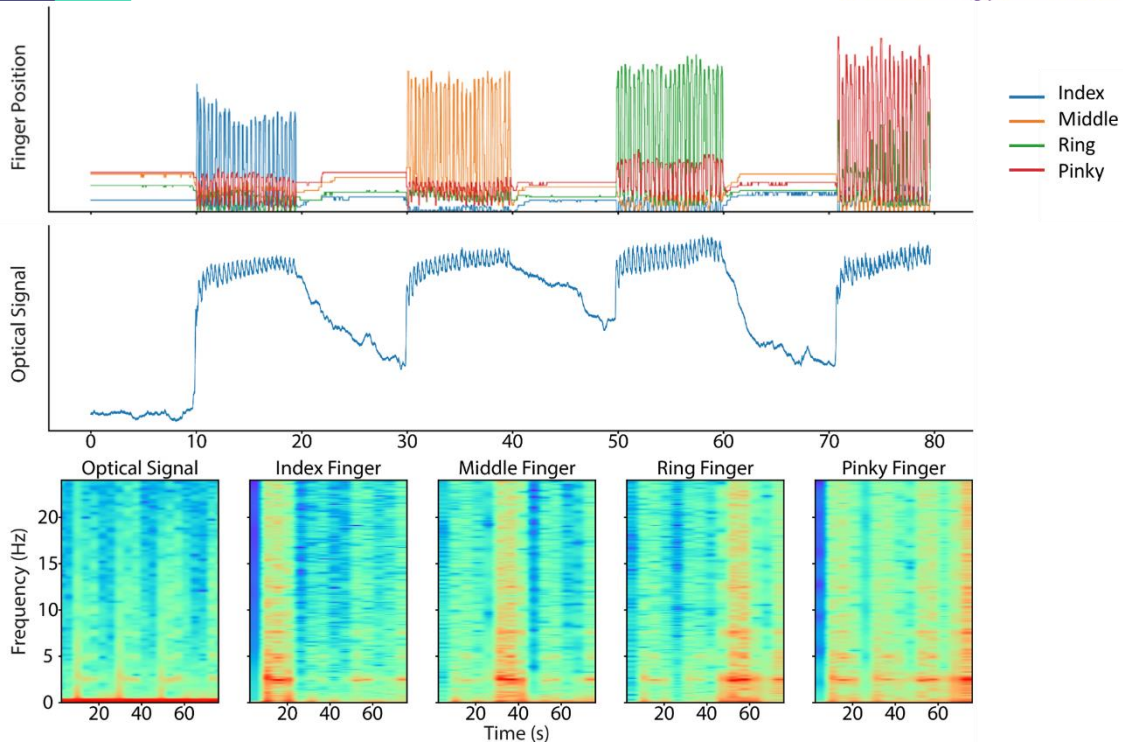 Finger Position
Index
Middle
Ring
Pinky
Optical Signal
0 10 20 30 40 50 60 70 80
Optical Signal Index Finger Middle Finger Ring Finger Pinky Finger
Frequency (Hz)
20
15
10
5
0
20 40 60 20 40 60 20 40 60 20 40 60 20 40 60
Time (s)